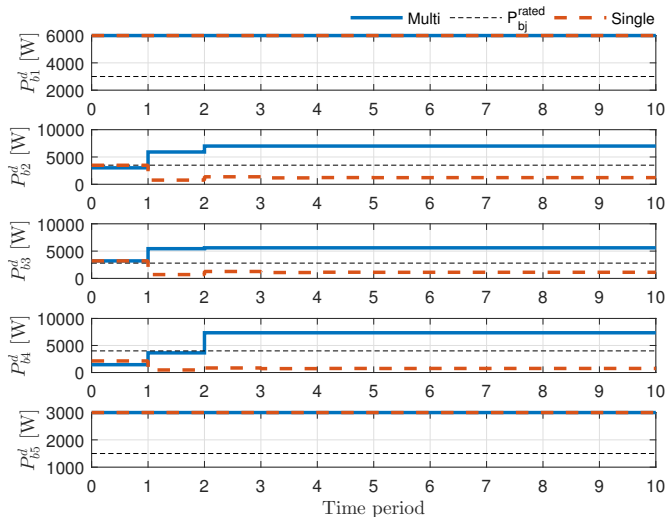 Multi P_bj^rated Single
6000
4000
2000
P_b1^d [W]
0 1 2 3 4 5 6 7 8 9 10
10000
5000
0
P_b2^d [W]
0 1 2 3 4 5 6 7 8 9 10
10000
5000
0
P_b3^d [W]
0 1 2 3 4 5 6 7 8 9 10
10000
5000
0
P_b4^d [W]
0 1 2 3 4 5 6 7 8 9 10
3000
2000
1000
P_b5^d [W]
0 1 2 3 4 5 6 7 8 9 10
Time period